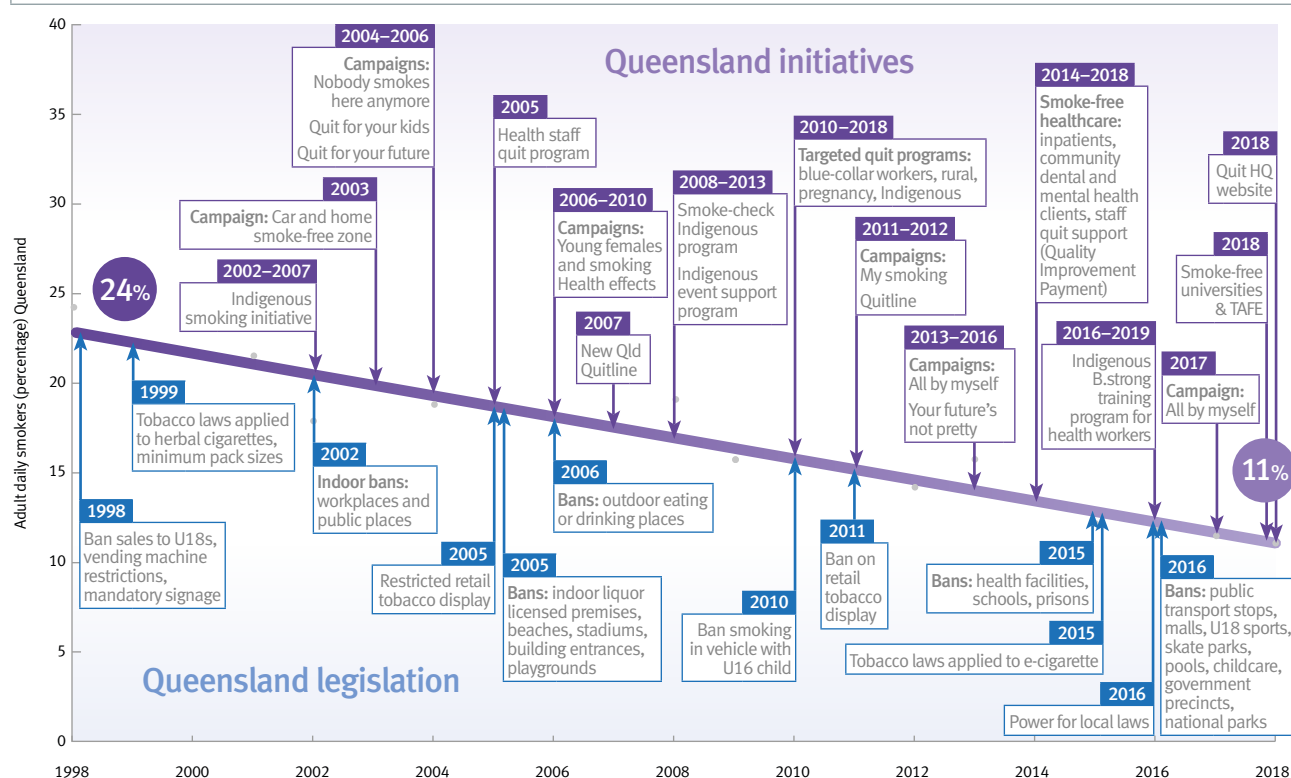 40
35
30
25
20
15
10
5
0
Adult daily smokers (percentage) Queensland
Queensland initiatives
2004–2006
Campaigns:
Nobody smokes
here anymore
Quit for your kids
Quit for your future
2003
Campaign: Car and home
smoke-free zone
2002–2007
Indigenous
smoking initiative
24%
2005
Health staff
quit program
2006–2010
Campaigns:
Young females
and smoking
Health effects
2007
New Qld
Quitline
2008–2013
Smoke-check
Indigenous
program
Indigenous
event support
program
2010–2018
Targeted quit programs:
blue-collar workers, rural,
pregnancy, Indigenous
2011–2012
Campaigns:
My smoking
Quitline
2013–2016
Campaigns:
All by myself
Your future's
not pretty
2014–2018
Smoke-free
healthcare:
inpatients,
community
dental and
mental health
clients, staff
quit support
(Quality
Improvement
Payment)
2016–2019
Indigenous
B.strong
training
program for
health workers
2017
Campaign:
All by myself
2018
Quit HQ
website
2018
Smoke-free
universities
& TAFE
11%
1998
Ban sales to U18s,
vending machine
restrictions,
mandatory signage
1999
Tobacco laws applied
to herbal cigarettes,
minimum pack sizes
2002
Indoor bans:
workplaces and
public places
2005
Restricted retail
tobacco display
2005
Bans: indoor liquor
licensed premises,
beaches, stadiums,
building entrances,
playgrounds
2006
Bans: outdoor eating
or drinking places
2010
Ban smoking
in vehicle with
U16 child
2011
Ban on
retail
tobacco
display
2015
Bans: health facilities,
schools, prisons
2015
Tobacco laws applied to e-cigarette
2016
Power for local laws
2016
Bans: public
transport stops,
malls, U18 sports,
skate parks,
pools, childcare,
government
precincts,
national parks
Queensland legislation
1998 2000 2002 2004 2006 2008 2010 2012 2014 2016 2018